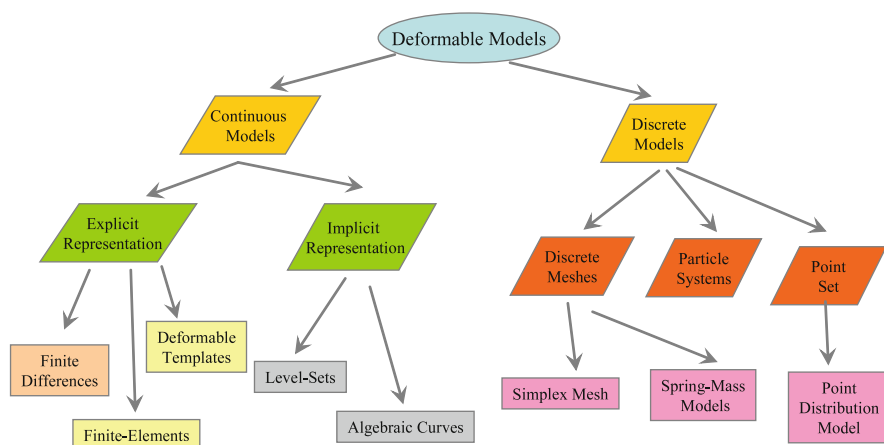 Deformable Models
Continuous
Models
Discrete
Models
Explicit
Representation
Implicit
Representation
Discrete
Meshes
Particle
Systems
Point
Set
Finite
Differences
Deformable
Templates
Finite-Elements
Level-Sets
Algebraic Curves
Simplex Mesh
Spring-Mass
Models
Point
Distribution
Model